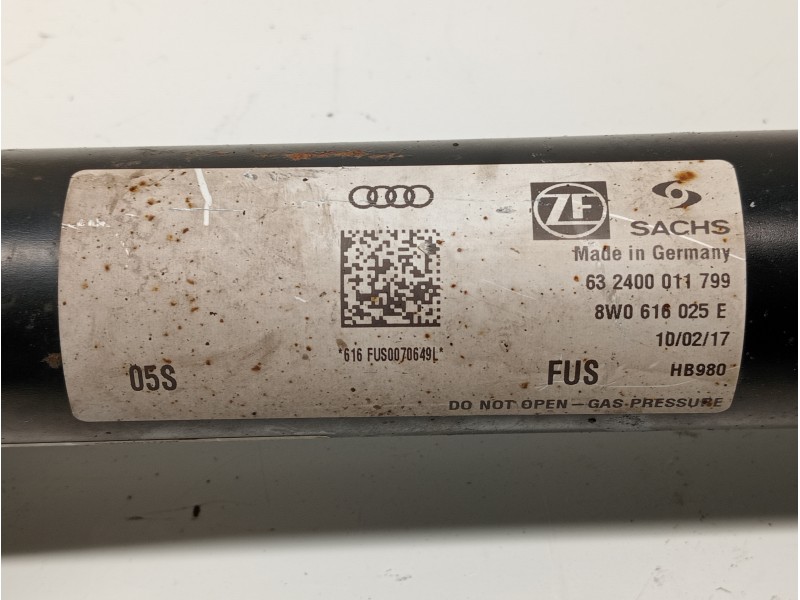 ZF
SACHS
Made in Germany
63 2400 011 799
8W0 616 025 E
10/02/17
*616 FUS0070649L*
05S
FUS
HB980
DO NOT OPEN – GAS-PRESSURE